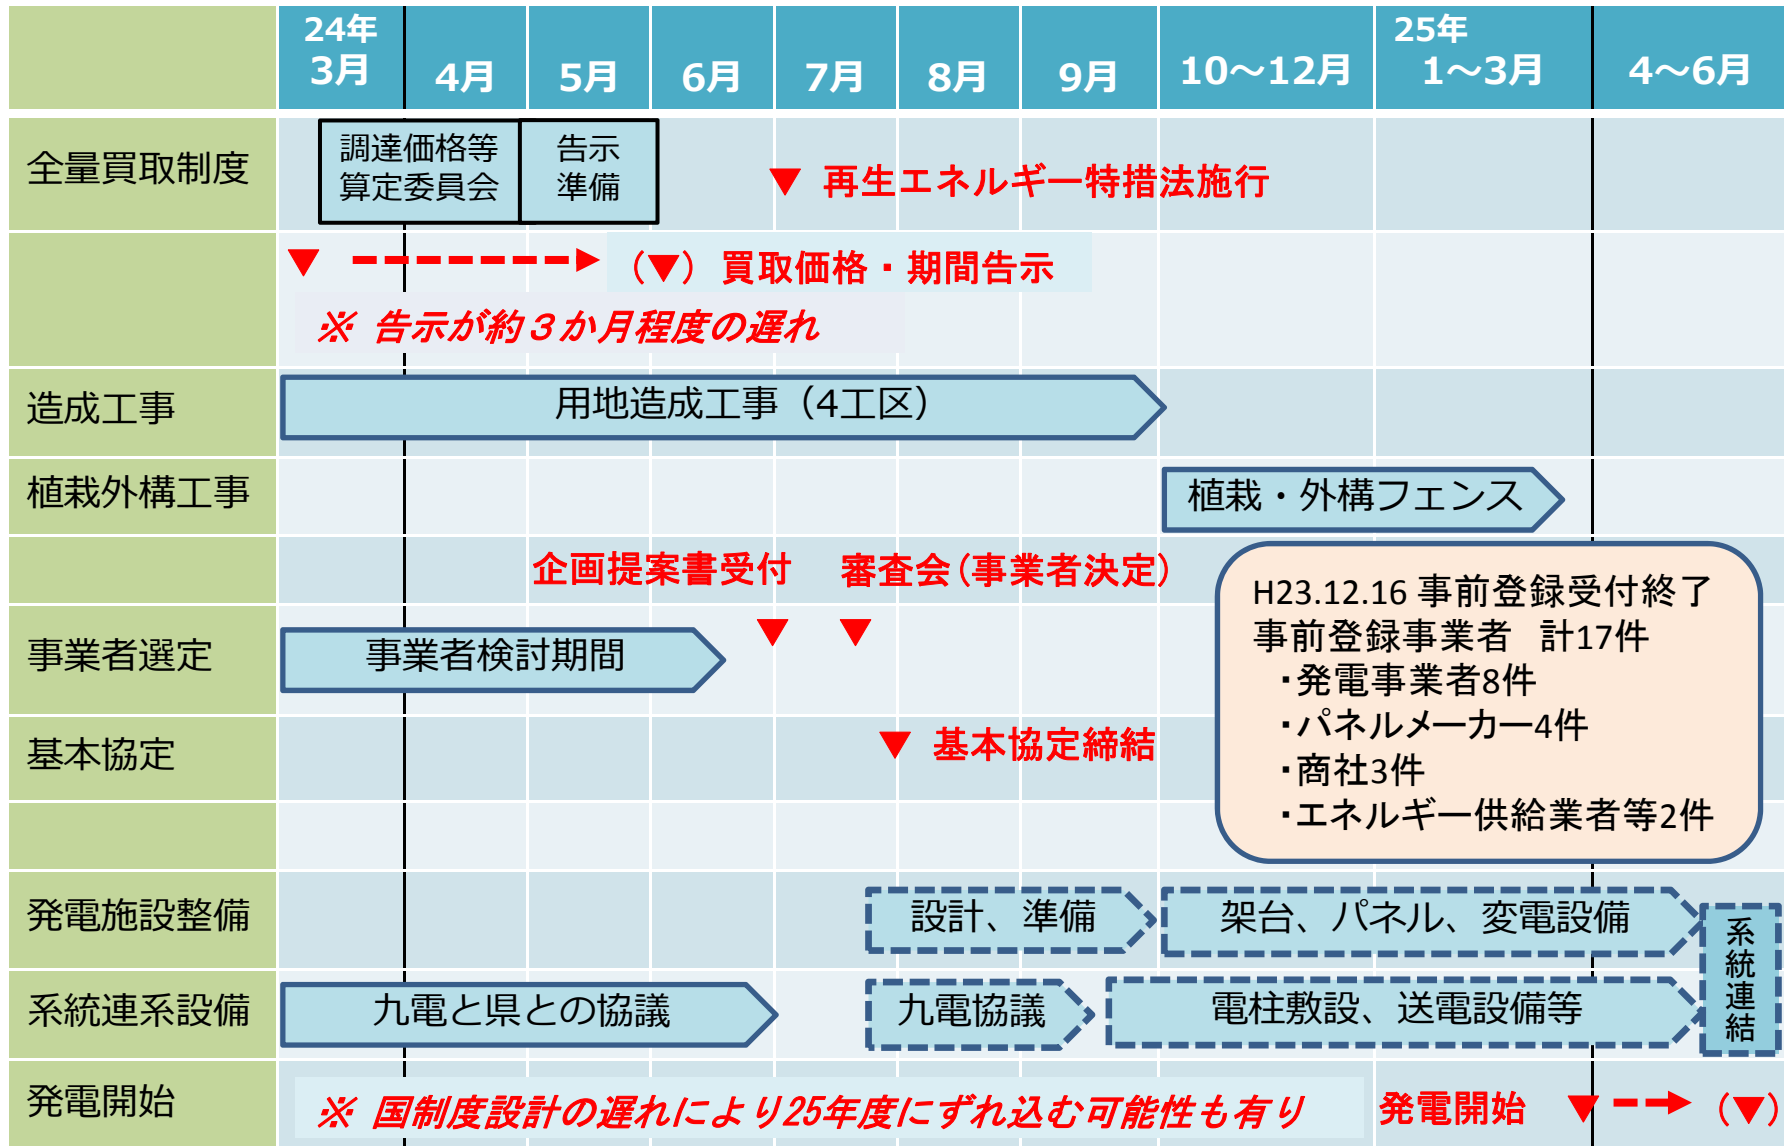 24年
3月
4月
5月
6月
7月
8月
9月
10～12月
25年
1～3月
4～6月
全量買取制度
調達価格等
算定委員会
告示
準備
▼ 再生エネルギー特措法施行
▼
(▼) 買取価格・期間告示
※ 告示が約３か月程度の遅れ
造成工事
用地造成工事（4工区）
植栽外構工事
植栽・外構フェンス
企画提案書受付
審査会(事業者決定)
▼
▼
事業者選定
事業者検討期間
基本協定
▼ 基本協定締結
H23.12.16 事前登録受付終了
事前登録事業者　計17件
・発電事業者8件
・パネルメーカー4件
・商社3件
・エネルギー供給業者等2件
発電施設整備
設計、準備
架台、パネル、変電設備
系統連結
系統連系設備
九電と県との協議
九電協議
電柱敷設、送電設備等
発電開始
※ 国制度設計の遅れにより25年度にずれ込む可能性も有り
発電開始 ▼
(▼)